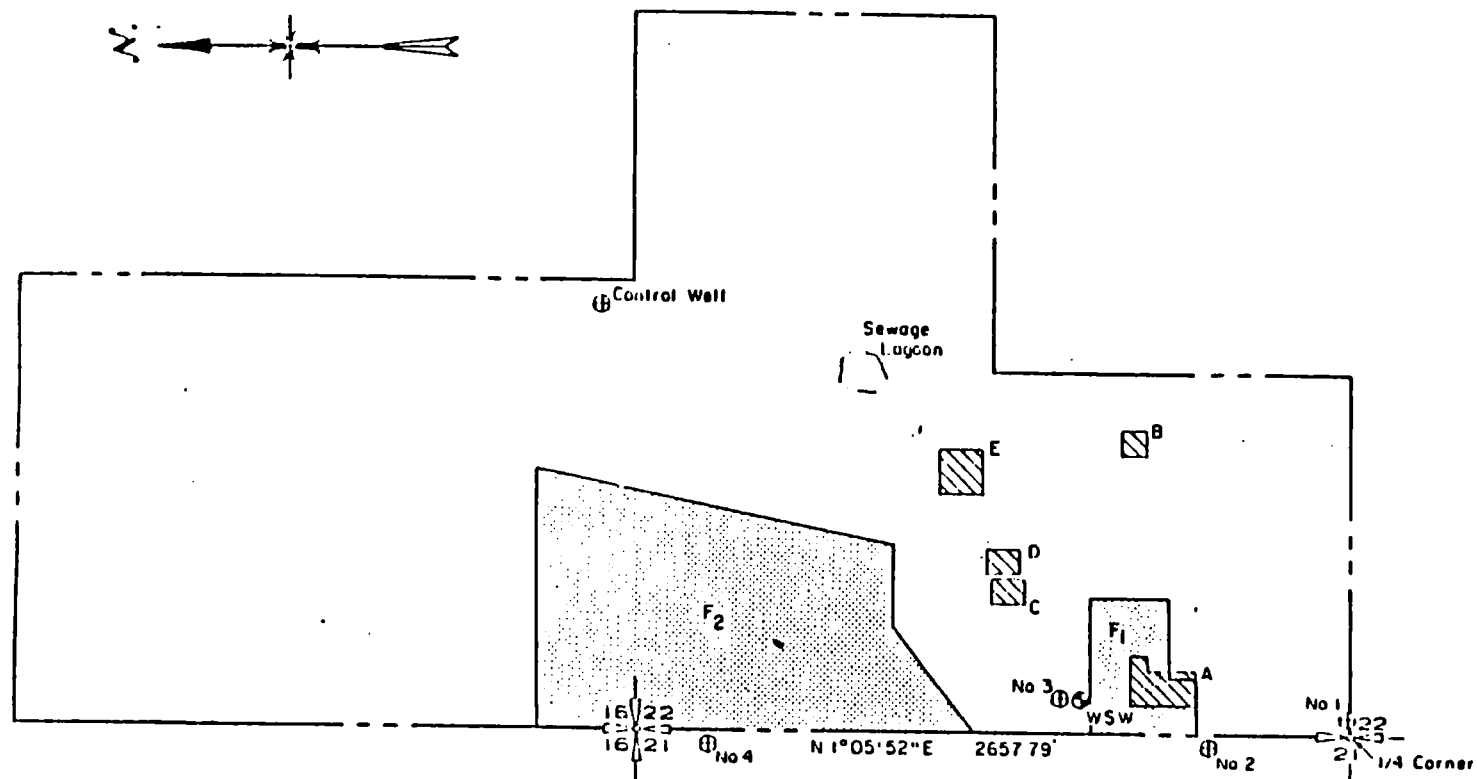 N
Control Well
Sewage
Lagoon
B
E
D
C
F2
F1
A
No 3
WSW
No 1
16 22
16 21
No 4
N 1°05'52"E 2657 79'
No 2
22
21
1/4 Corner